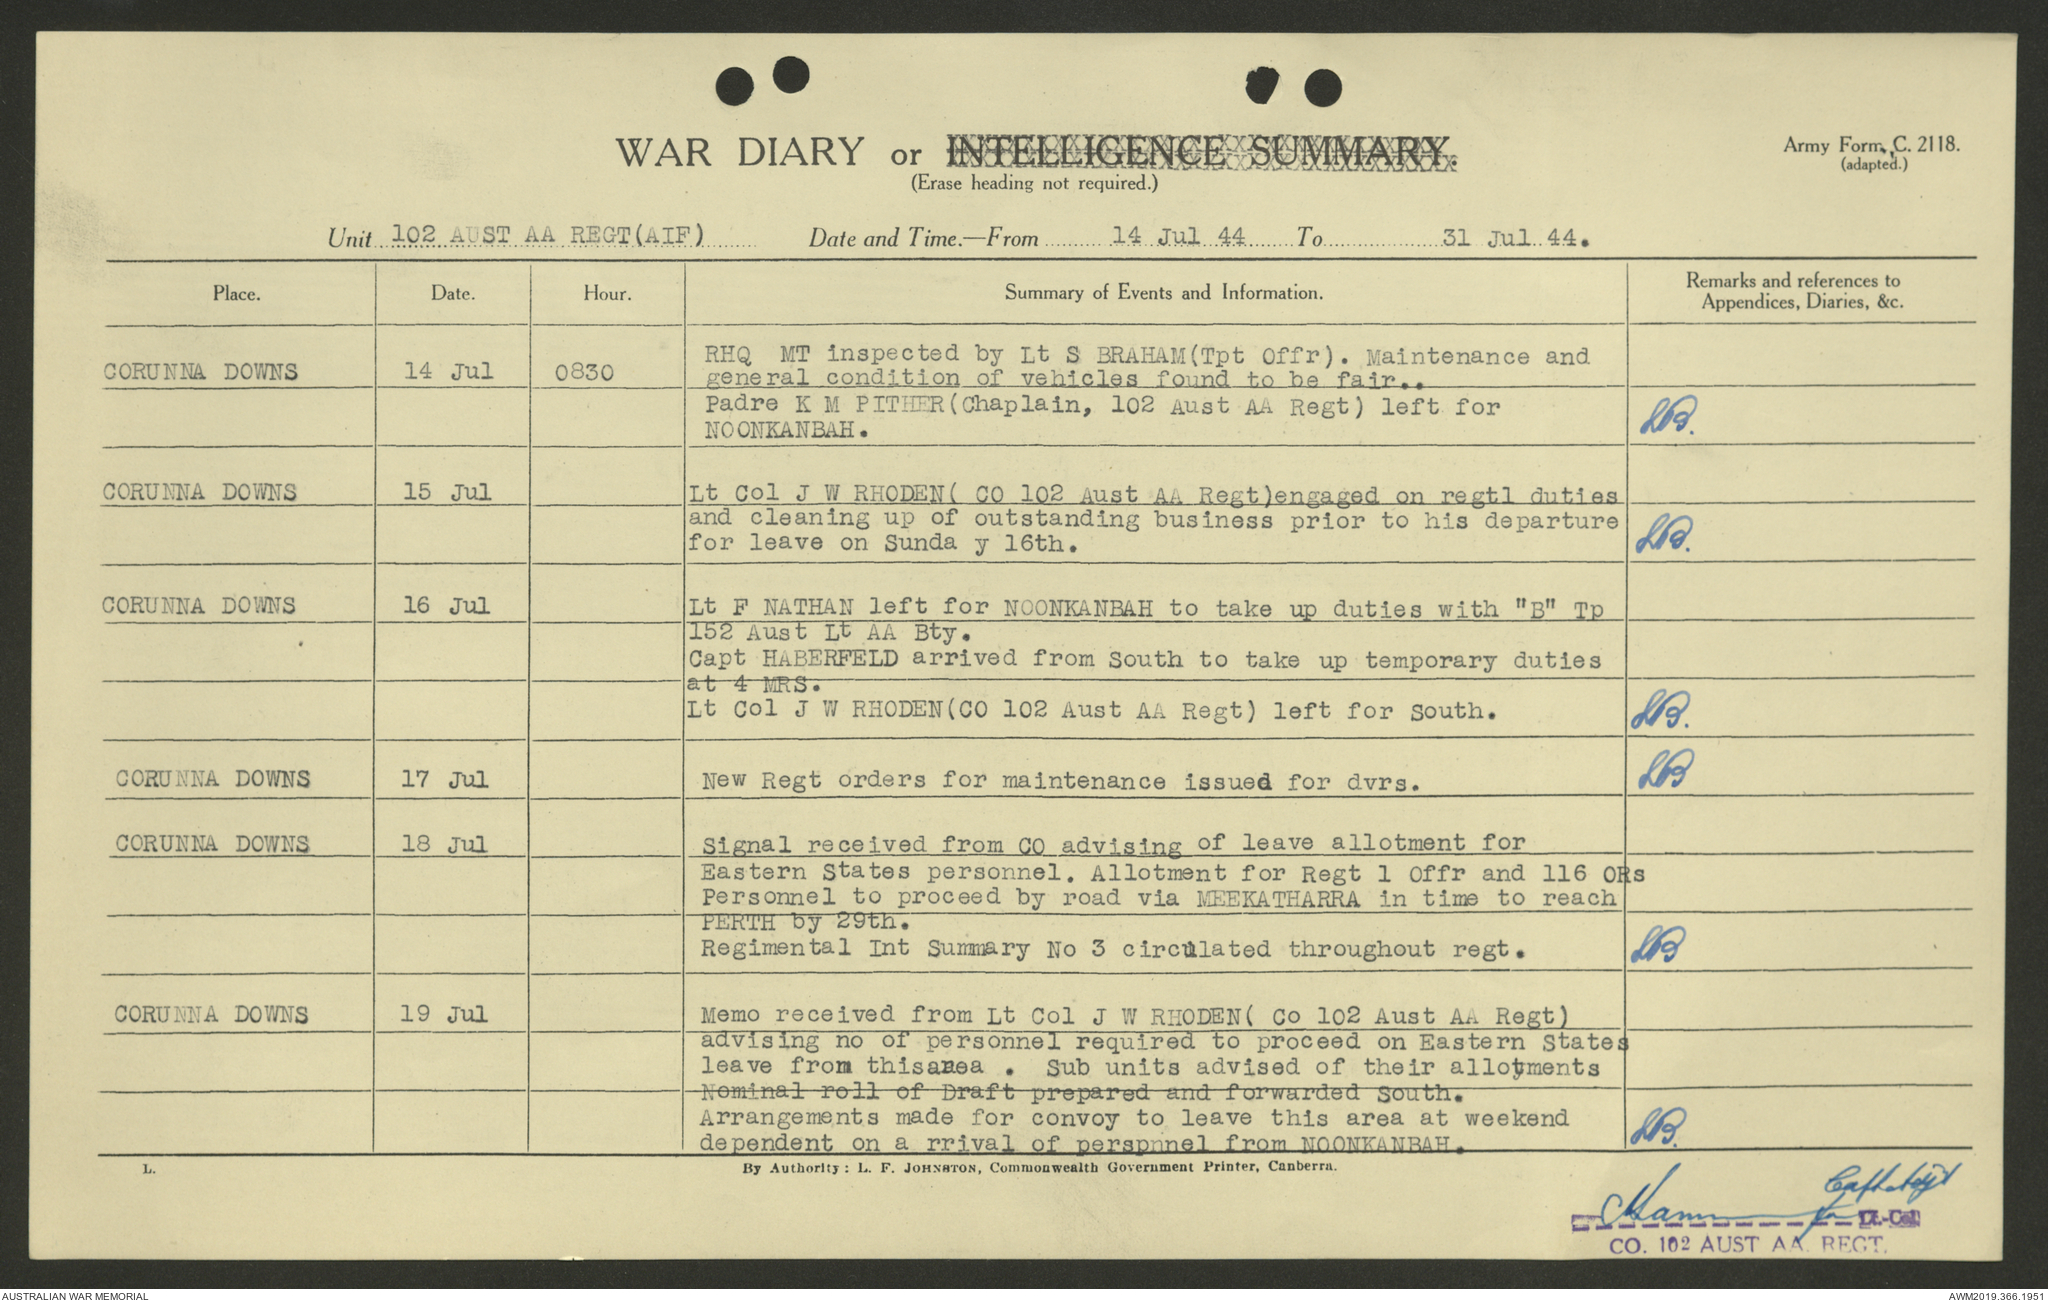 WAR DIARY or INTELLIGENCE SUMMARY.
(Erase heading not required.)
Army Form, C. 2118.
(adapted.)
Unit 102 AUST AA REGT(AIF) Date and Time.—From 14 Jul 44 To 31 Jul 44.
Place. Date. Hour. Summary of Events and Information. Remarks and references to
Appendices, Diaries, &c.
CORUNNA DOWNS 14 Jul 0830 RHQ MT inspected by Lt S BRAHAM(Tpt Offr). Maintenance and
general condition of vehicles found to be fair..
Padre K M PITHER(Chaplain, 102 Aust AA Regt) left for
NOONKANBAH. LB.
CORUNNA DOWNS 15 Jul Lt Col J W RHODEN( CO 102 Aust AA Regt)engaged on regtl duties
and cleaning up of outstanding business prior to his departure
for leave on Sunda y 16th. LB.
CORUNNA DOWNS 16 Jul Lt F NATHAN left for NOONKANBAH to take up duties with "B" Tp
152 Aust Lt AA Bty.
Capt HABERFELD arrived from South to take up temporary duties
at 4 MRS.
Lt Col J W RHODEN(CO 102 Aust AA Regt) left for South. LB.
CORUNNA DOWNS 17 Jul New Regt orders for maintenance issued for dvrs. LB
CORUNNA DOWNS 18 Jul Signal received from CO advising of leave allotment for
Eastern States personnel. Allotment for Regt 1 Offr and 116 ORs
Personnel to proceed by road via MEEKATHARRA in time to reach
PERTH by 29th.
Regimental Int Summary No 3 circulated throughout regt. LB
CORUNNA DOWNS 19 Jul Memo received from Lt Col J W RHODEN( Co 102 Aust AA Regt)
advising no of personnel required to proceed on Eastern States
leave from thisarea . Sub units advised of their allotments
Nominal roll of Draft prepared and forwarded South.
Arrangements made for convoy to leave this area at weekend
dependent on a rrival of perspnnel from NOONKANBAH. LB.
L. By Authority: L. F. JOHNSTON, Commonwealth Government Printer, Canberra.
Capt.
for Lt.-Col
CO. 102 AUST AA. REGT.
AUSTRALIAN WAR MEMORIAL
AWM2019.366.1951